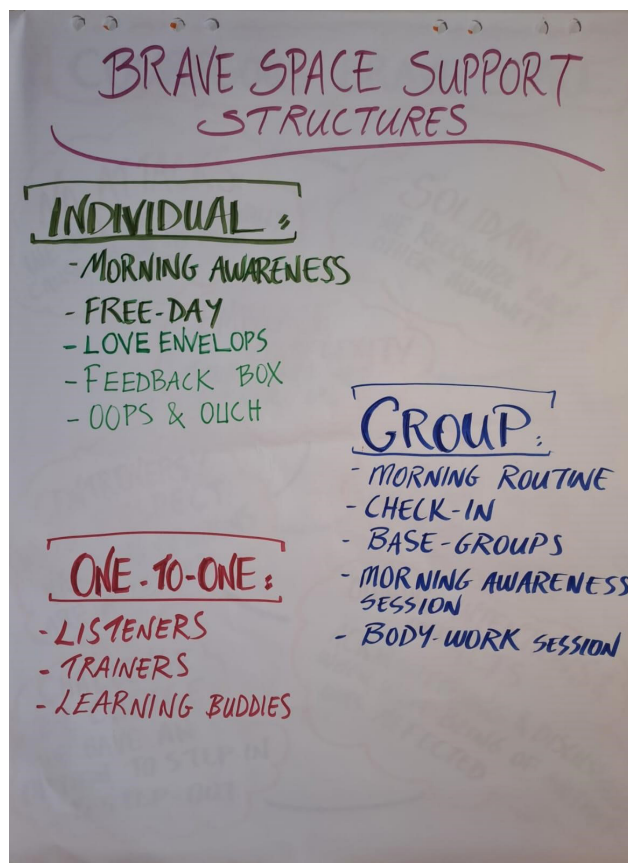 BRAVE SPACE SUPPORT
STRUCTURES
INDIVIDUAL:
- MORNING AWARENESS
- FREE-DAY
- LOVE ENVELOPS
- FEEDBACK BOX
- OOPS & OUCH
GROUP:
- MORNING ROUTINE
- CHECK-IN
- BASE-GROUPS
- MORNING AWARENESS
SESSION
- BODY-WORK SESSION
ONE-TO-ONE:
- LISTENERS
- TRAINERS
- LEARNING BUDDIES
SOLIDARITY